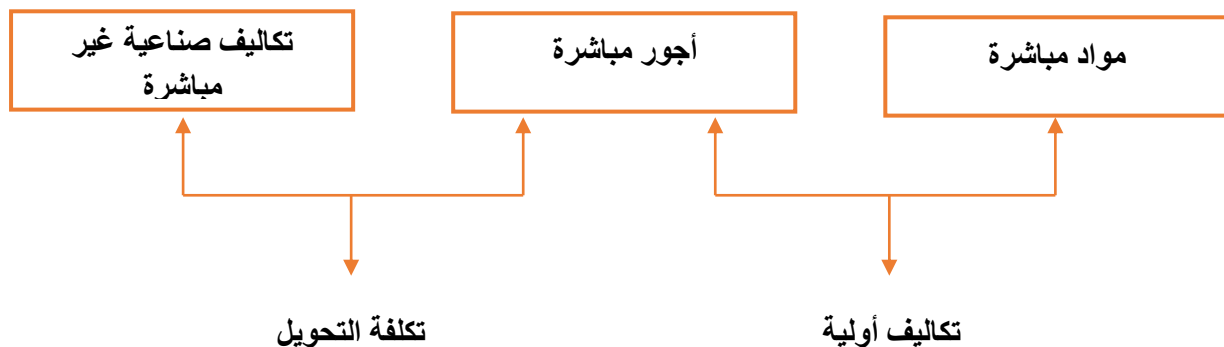 مواد مباشرة
أجور مباشرة
تكاليف صناعية غير
مباشرة
تكاليف أولية
تكلفة التحويل